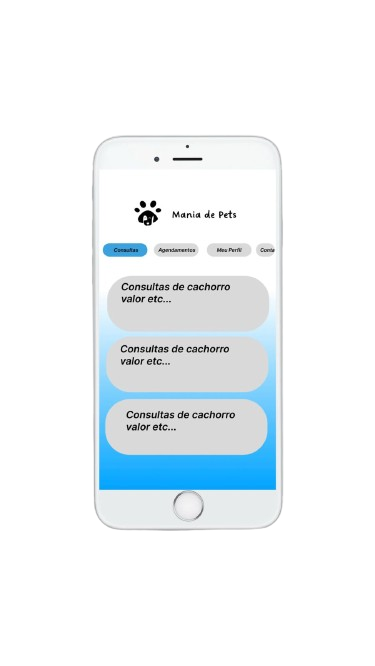 Mania de Pets
Consultas Agendamentos Meu Perfil Conta
Consultas de cachorro
valor etc...
Consultas de cachorro
valor etc...
Consultas de cachorro
valor etc...